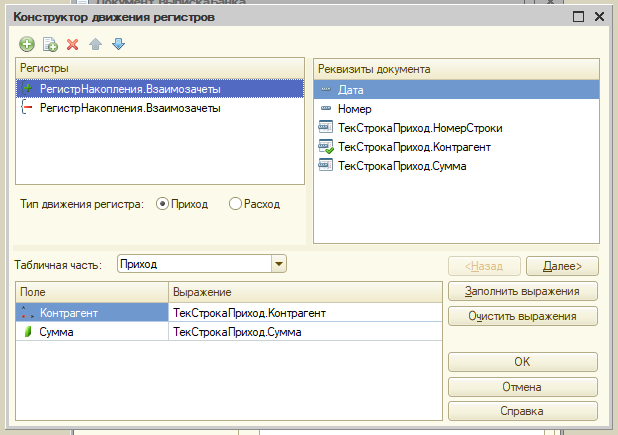 Документ ВыпискаБанка
Конструктор движения регистров
Регистры
РегистрНакопления.Взаимозачеты
РегистрНакопления.Взаимозачеты
Тип движения регистра: Приход Расход
Реквизиты документа
Дата
Номер
ТекСтрокаПриход.НомерСтроки
ТекСтрокаПриход.Контрагент
ТекСтрокаПриход.Сумма
Табличная часть: Приход
<Назад Далее>
Поле Выражение
Контрагент ТекСтрокаПриход.Контрагент
Сумма ТекСтрокаПриход.Сумма
Заполнить выражения
Очистить выражения
OK
Отмена
Справка